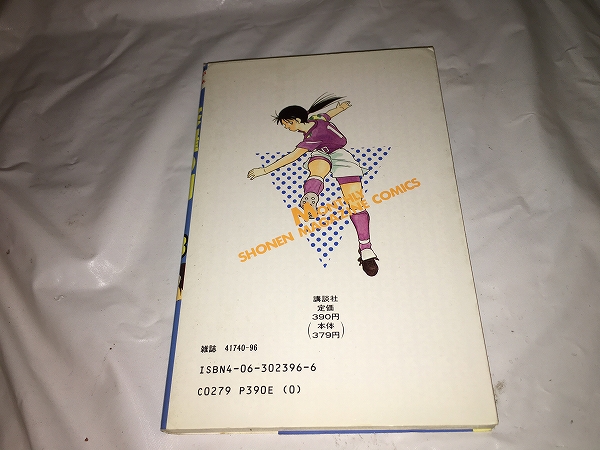 MONTHLY
SHONEN MAGAZINE COMICS
講談社
定価
390円
(本体
379円)
雑誌 41740-96
ISBN4-06-302396-6
C0279 P390E (0)